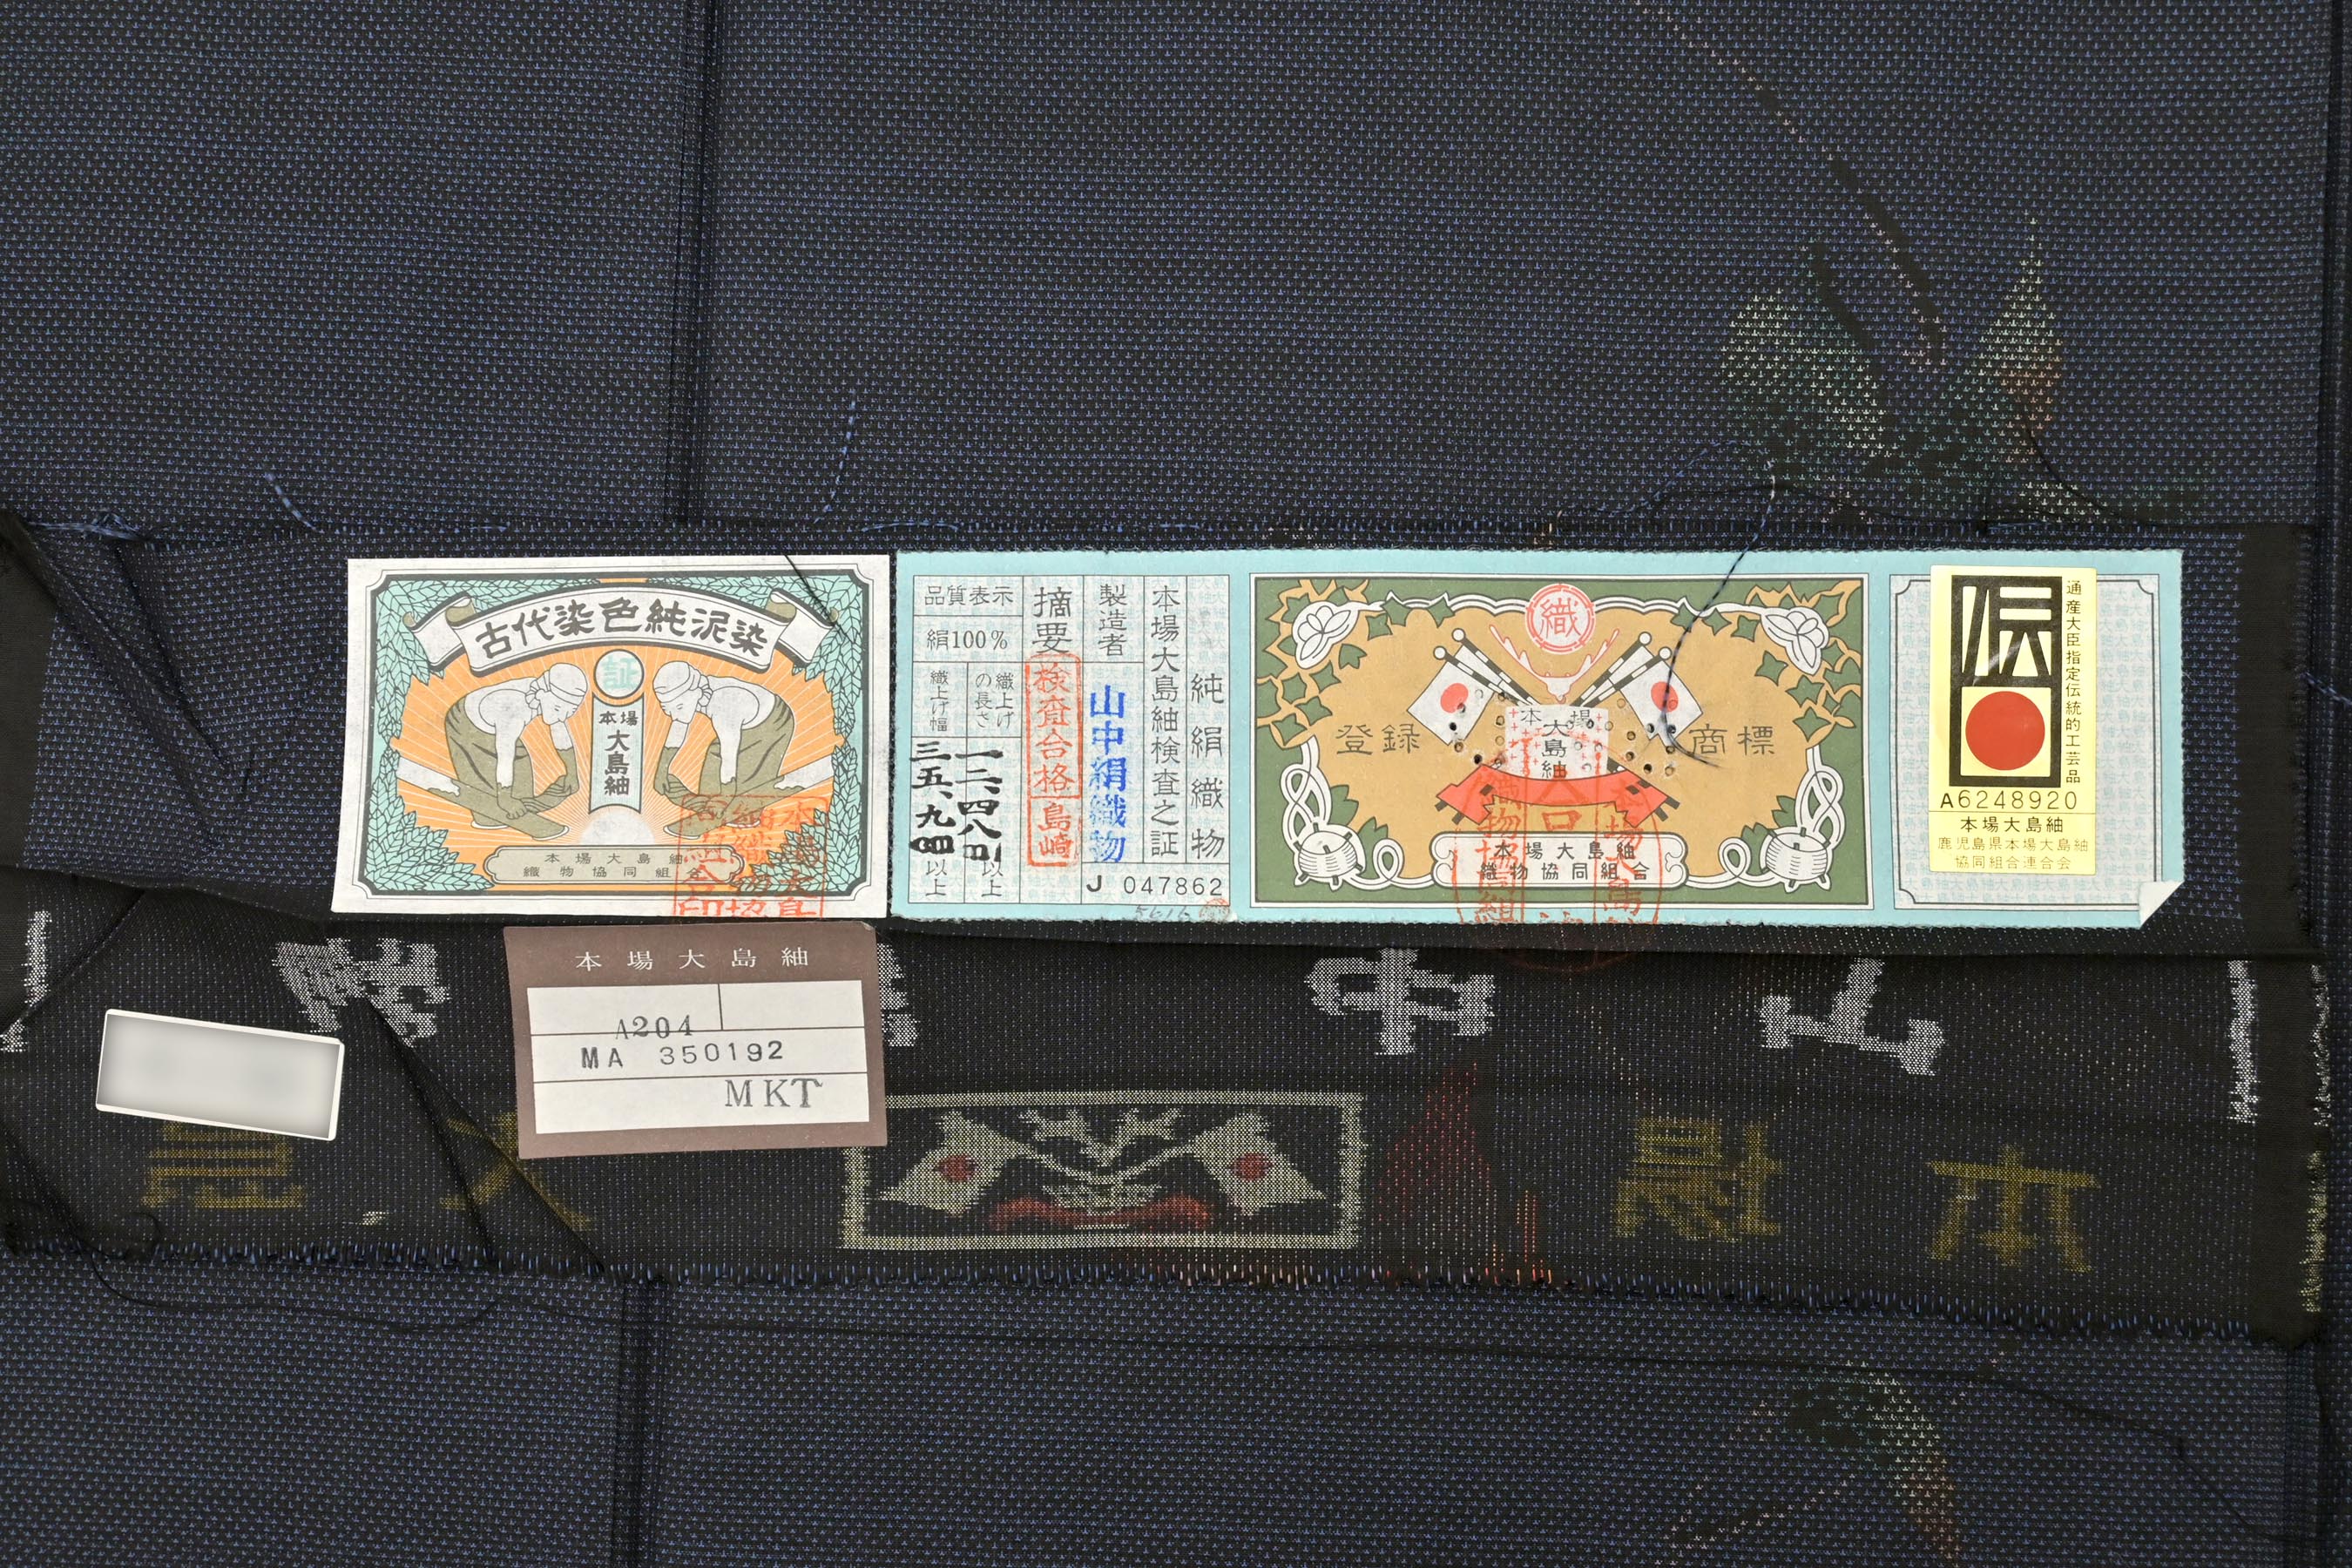 古代染色純泥染
証
本場
大島紬
本場大島紬
織物協同組合
純絹織物
本場大島紬検査之証
製造者
山中絹織物
J 047862
摘要
検査合格
島崎
品質表示
絹100%
織上げの長さ
一二、四八以上
織上げ幅
三五、九四以上
織
登録
商標
本場
大島紬
本場大島紬
織物協同組合
伝
通産大臣指定伝統的工芸品
A6248920
本場大島紬
鹿児島県本場大島紬
協同組合連合会
本場大島紬
A204
MA 350192
MKT
山中
本場大島